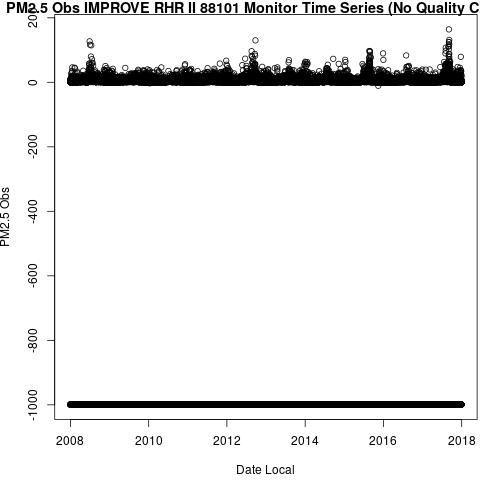 PM2.5 Obs IMPROVE RHR II 88101 Monitor Time Series (No Quality C
200
0
-200
-400
-600
-800
-1000
PM2.5 Obs
2008 2010 2012 2014 2016 2018
Date Local